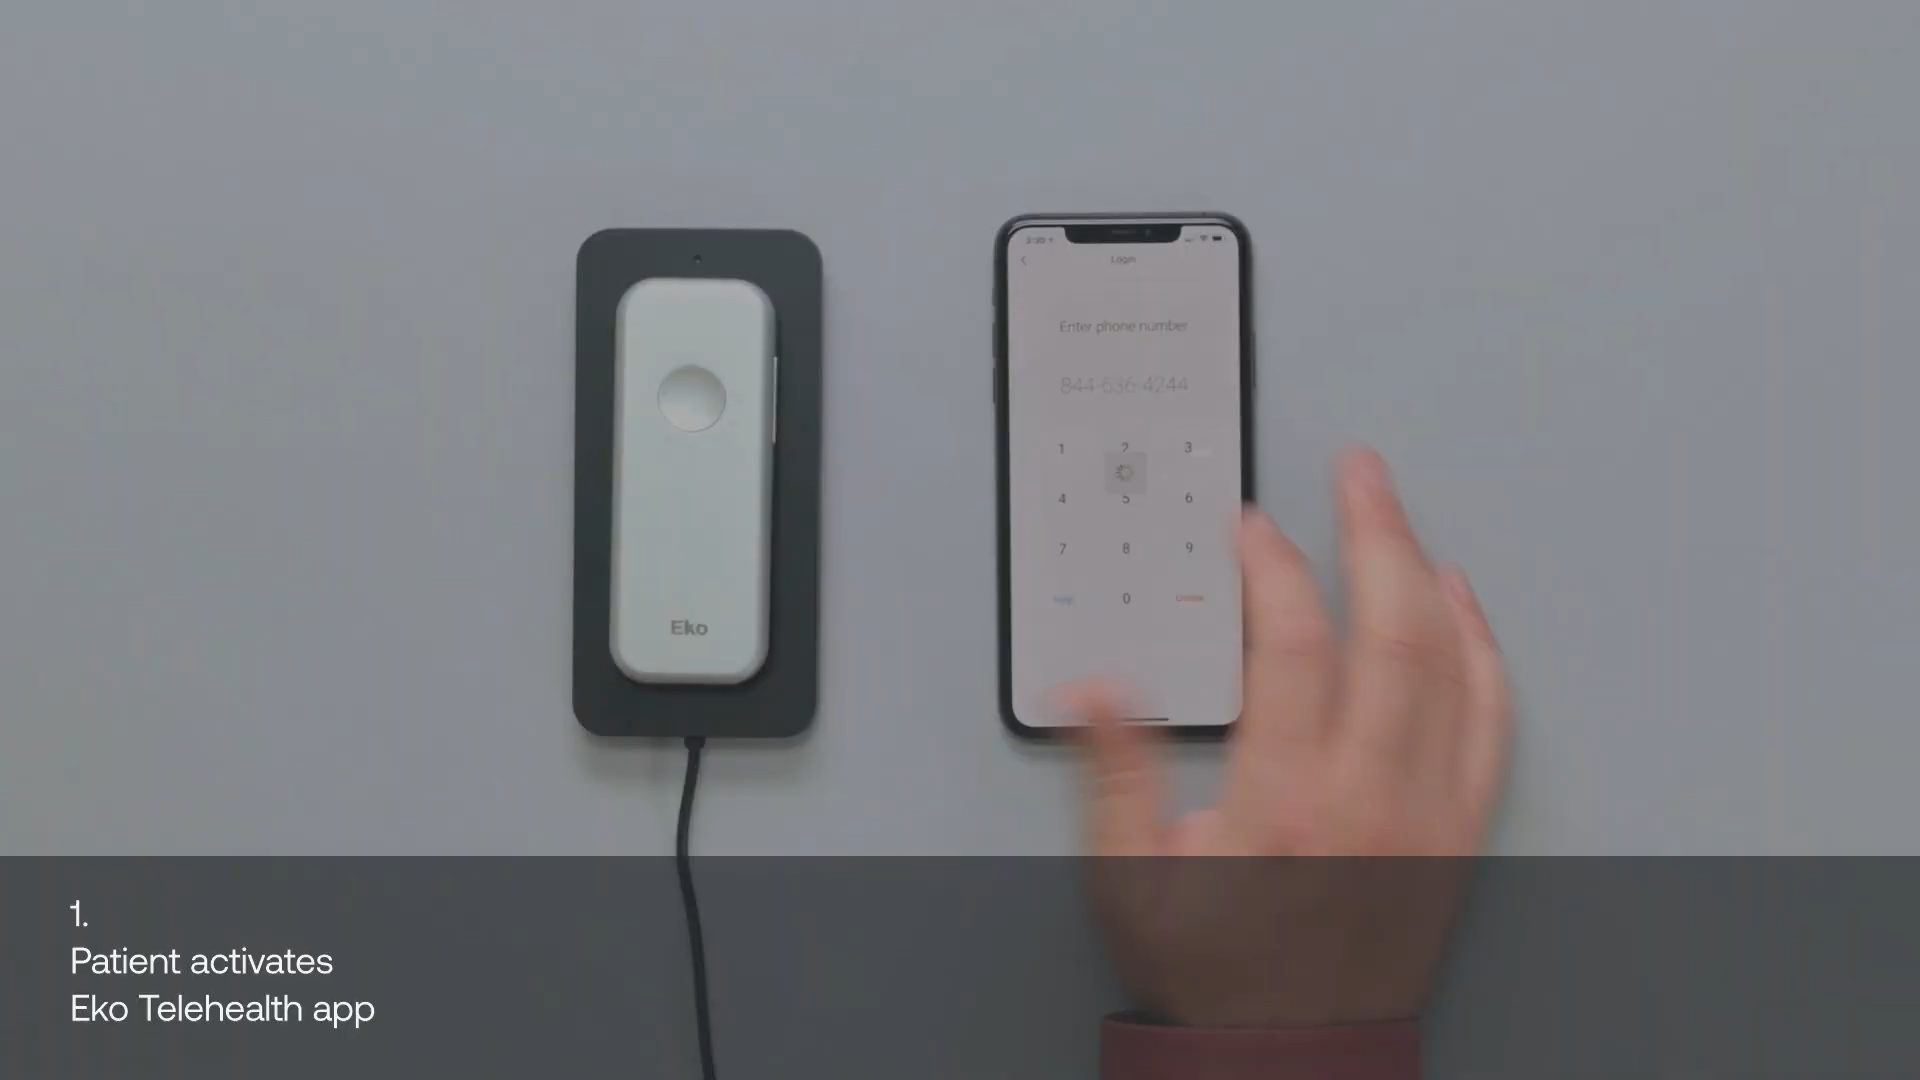 Login
Enter phone number
844-636-4244
1 2 3
4 5 6
7 8 9
0
Eko
1.
Patient activates
Eko Telehealth app